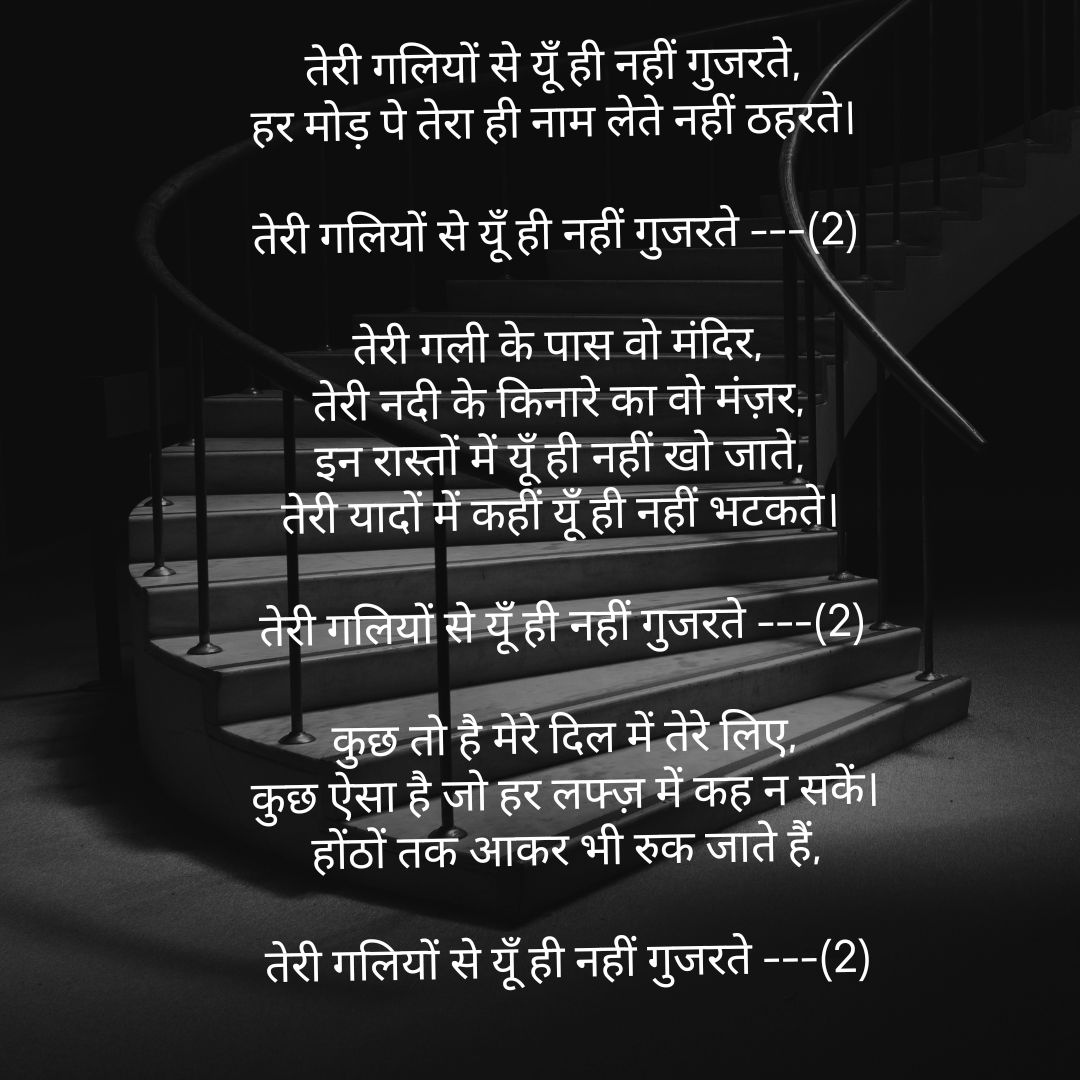 तेरी गलियों से यूँ ही नहीं गुजरते,
हर मोड़ पे तेरा ही नाम लेते नहीं ठहरते।
तेरी गलियों से यूँ ही नहीं गुजरते ---(2)
तेरी गली के पास वो मंदिर,
तेरी नदी के किनारे का वो मंज़र,
इन रास्तों में यूँ ही नहीं खो जाते,
तेरी यादों में कहीं यूँ ही नहीं भटकते।
तेरी गलियों से यूँ ही नहीं गुजरते ---(2)
कुछ तो है मेरे दिल में तेरे लिए,
कुछ ऐसा है जो हर लफ्ज़ में कह न सकें।
होंठों तक आकर भी रुक जाते हैं,
तेरी गलियों से यूँ ही नहीं गुजरते ---(2)